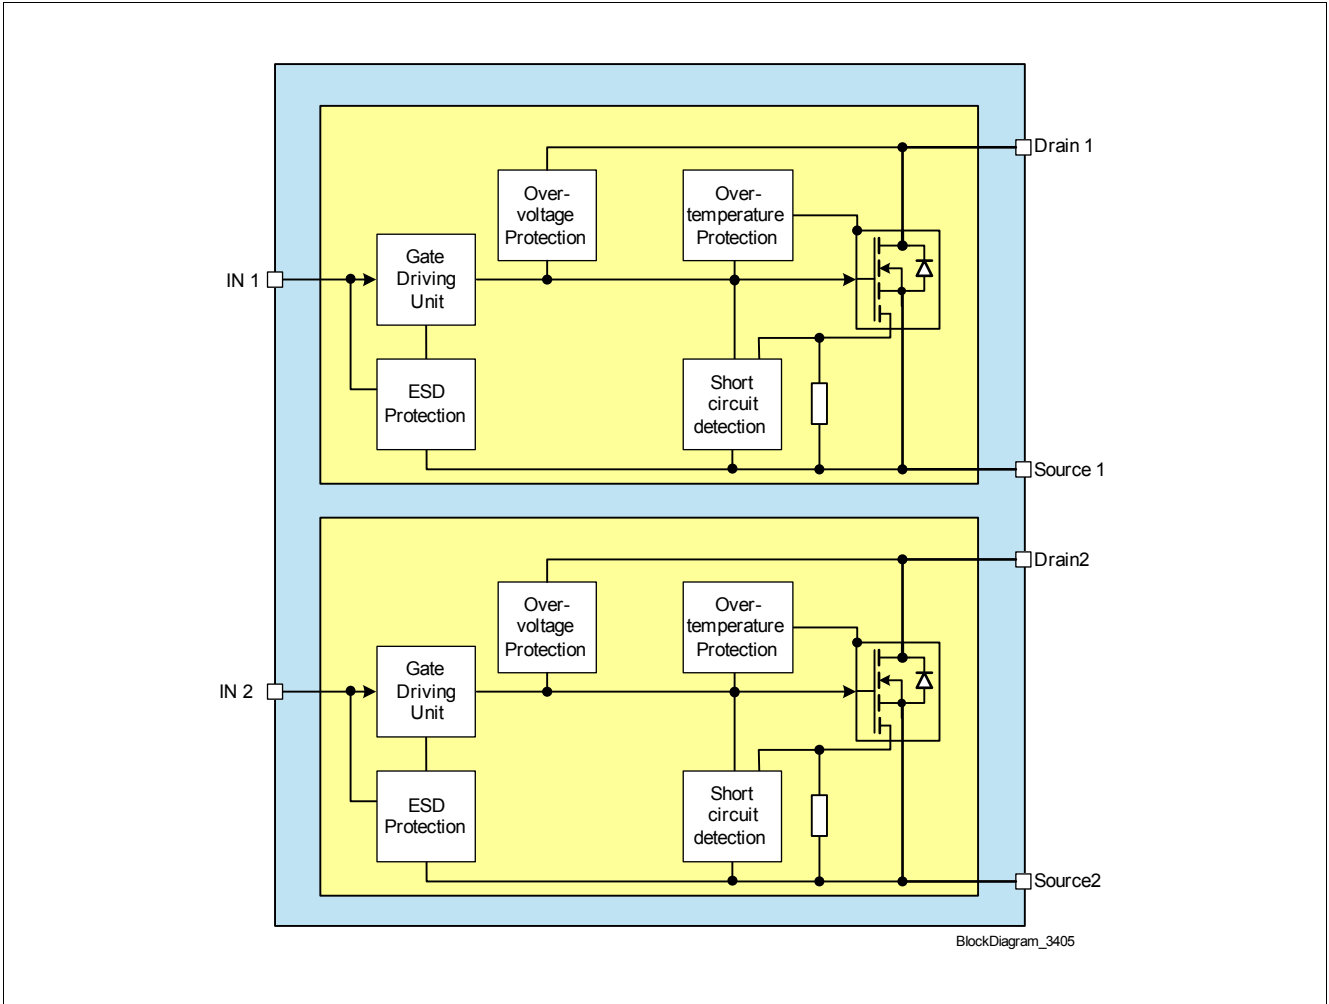 Drain 1
Over-
voltage
Protection
Over-
temperature
Protection
Gate
Driving
Unit
IN 1
ESD
Protection
Short
circuit
detection
Source 1
Drain2
Over-
voltage
Protection
Over-
temperature
Protection
Gate
Driving
Unit
IN 2
ESD
Protection
Short
circuit
detection
Source2
BlockDiagram_3405